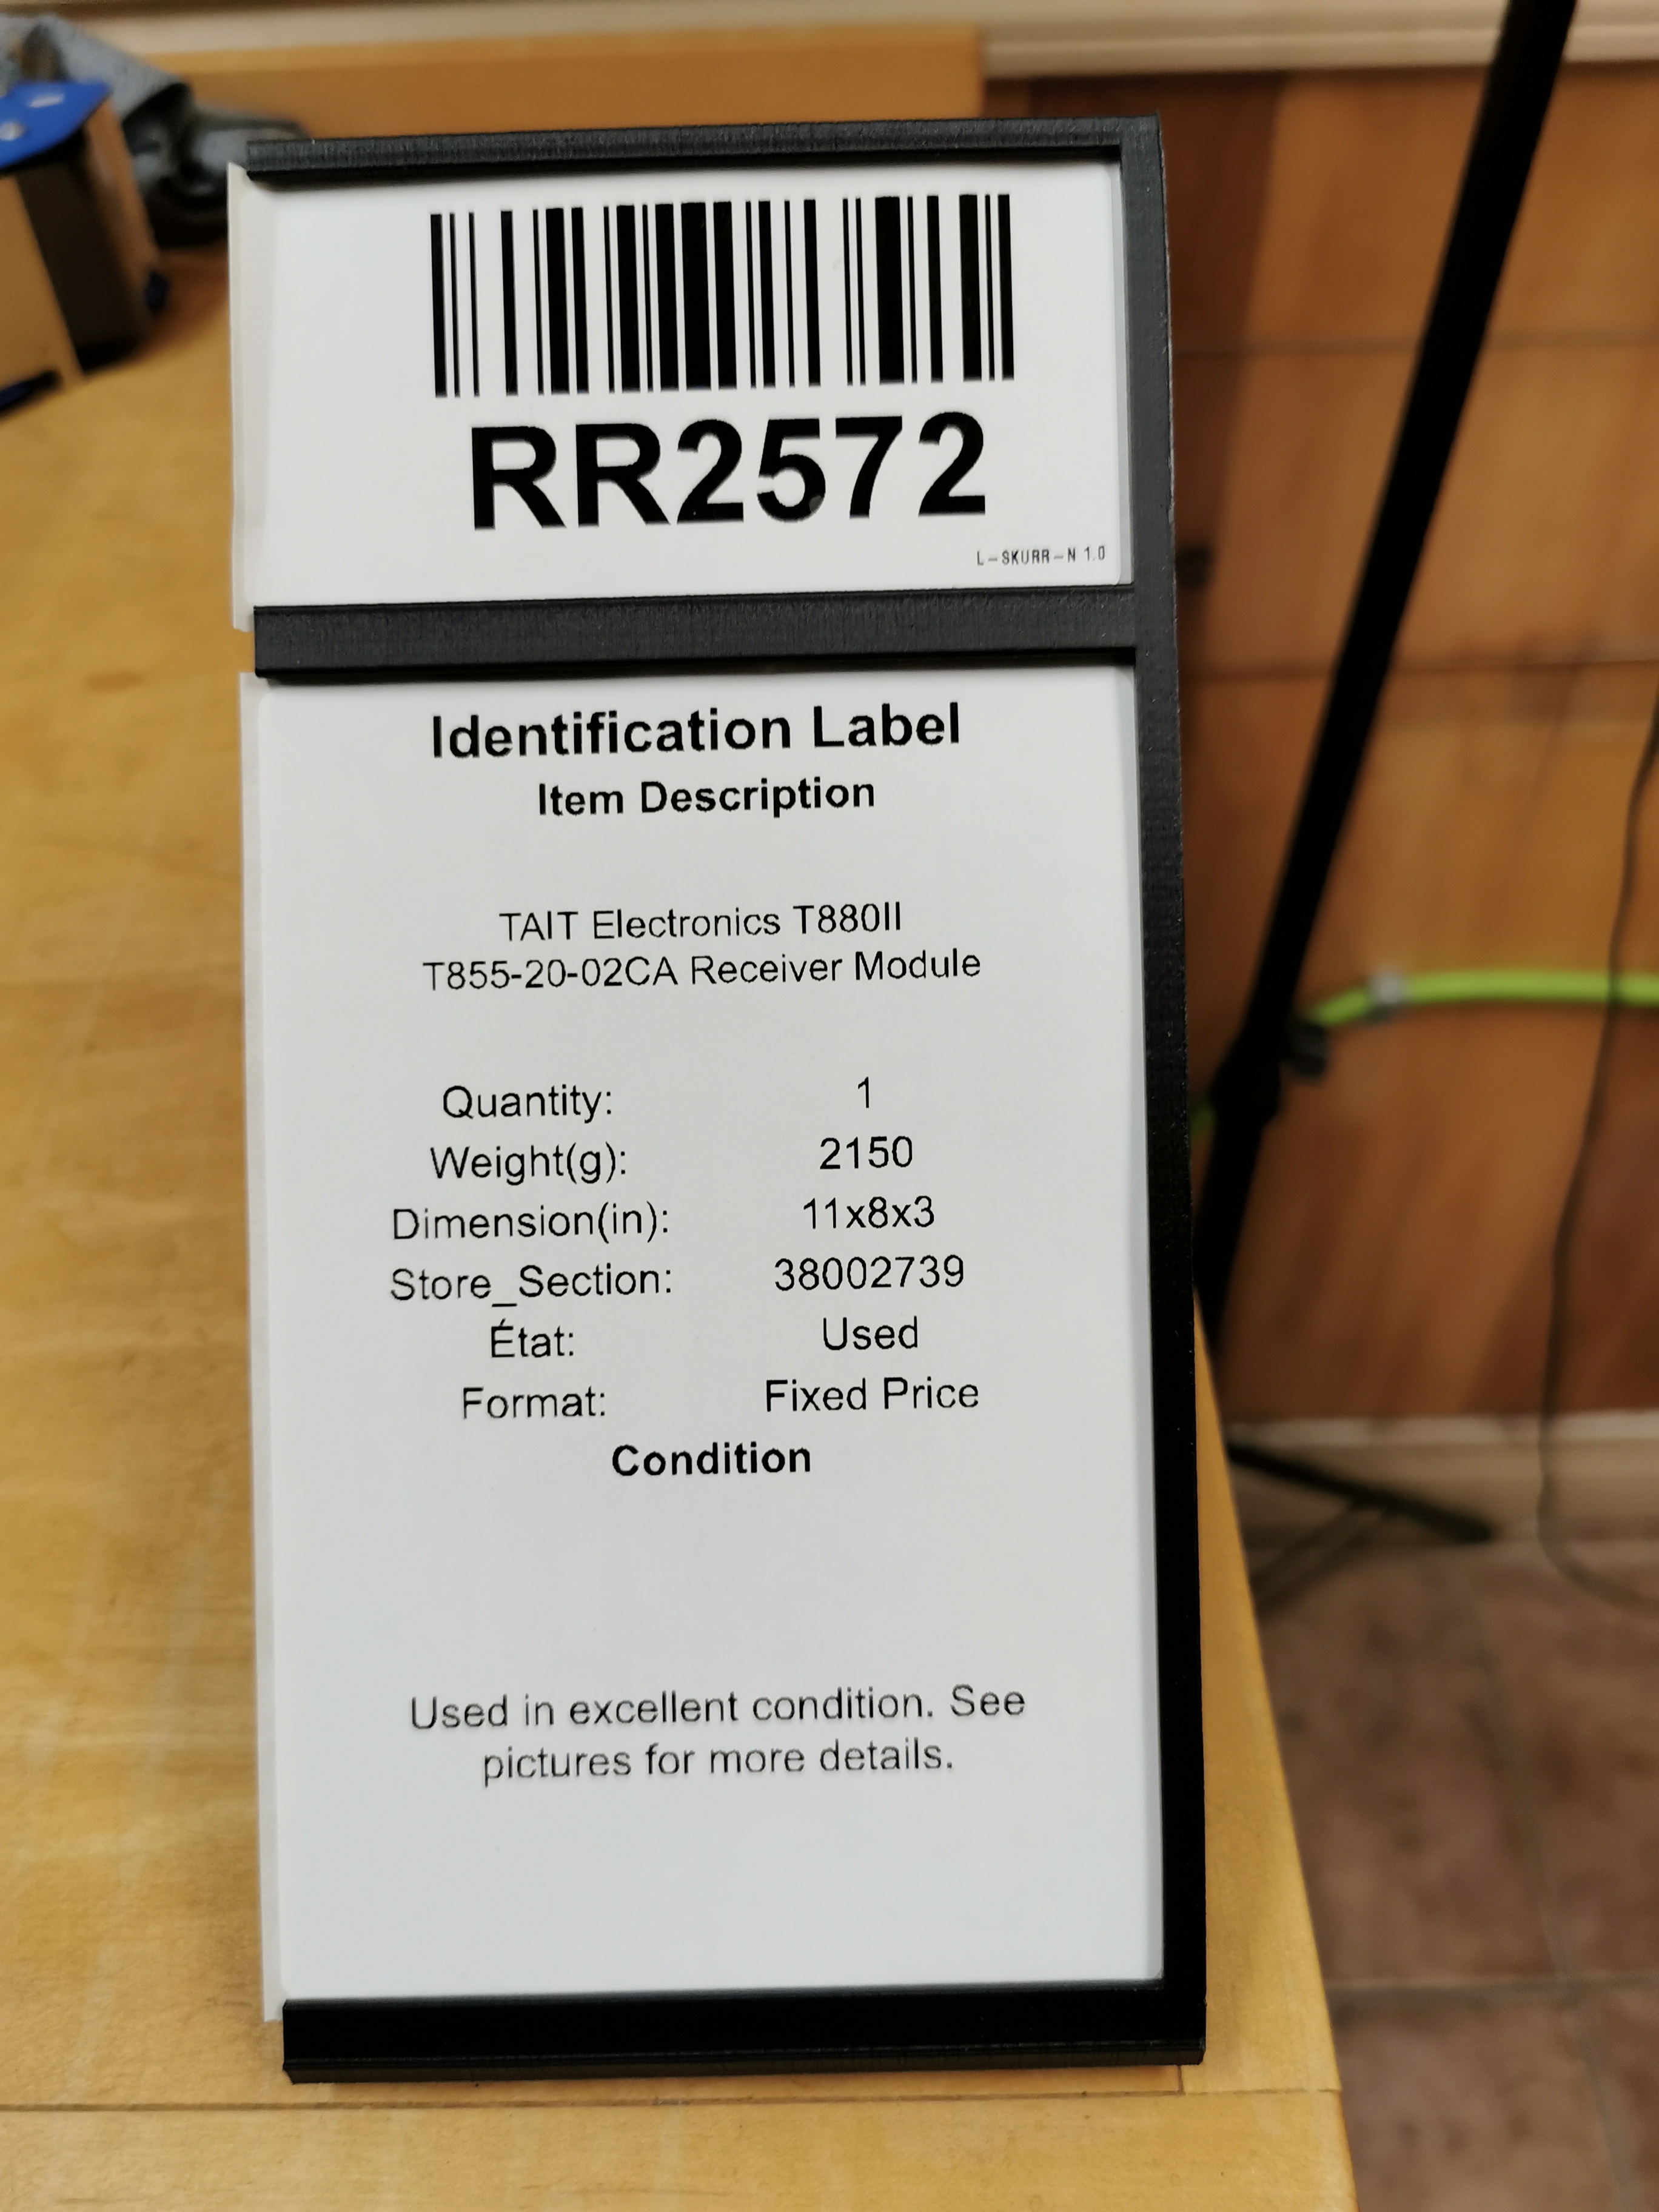 RR2572
L-SKURR-N 1.0
Identification Label
Item Description
TAIT Electronics T880II
T855-20-02CA Receiver Module
Quantity: 1
Weight(g): 2150
Dimension(in): 11x8x3
Store_Section: 38002739
État: Used
Format: Fixed Price
Condition
Used in excellent condition. See
pictures for more details.